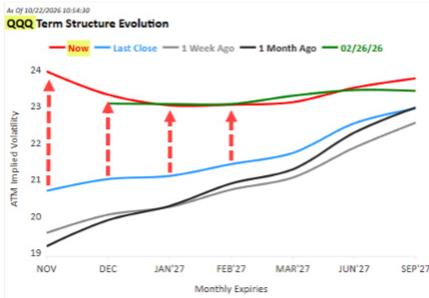 As Of 10/22/2026 10:54:30
QQQ Term Structure Evolution
Now Last Close 1 Week Ago 1 Month Ago 02/26/26
24
23
22
21
20
19
ATM Implied Volatility
NOV DEC JAN'27 FEB'27 MAR'27 JUN'27 SEP'27
Monthly Expiries